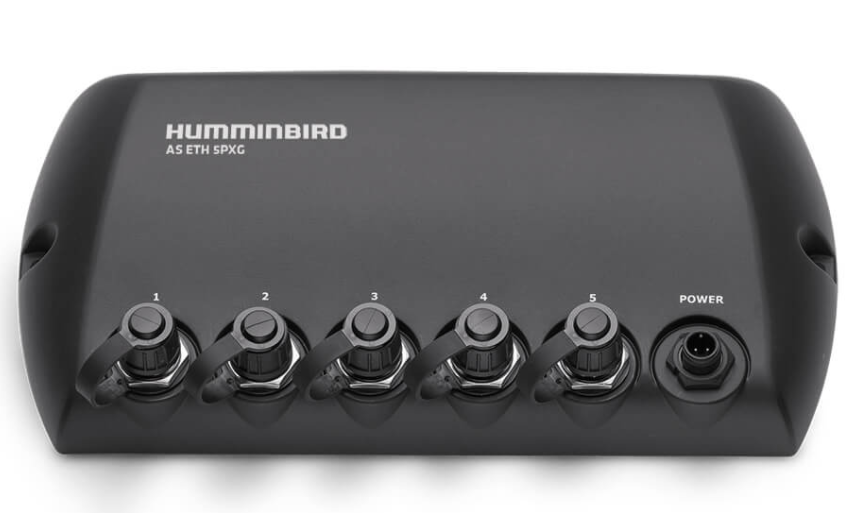 HUMMINBIRD
AS ETH 5PXG
1 2 3 4 5 POWER